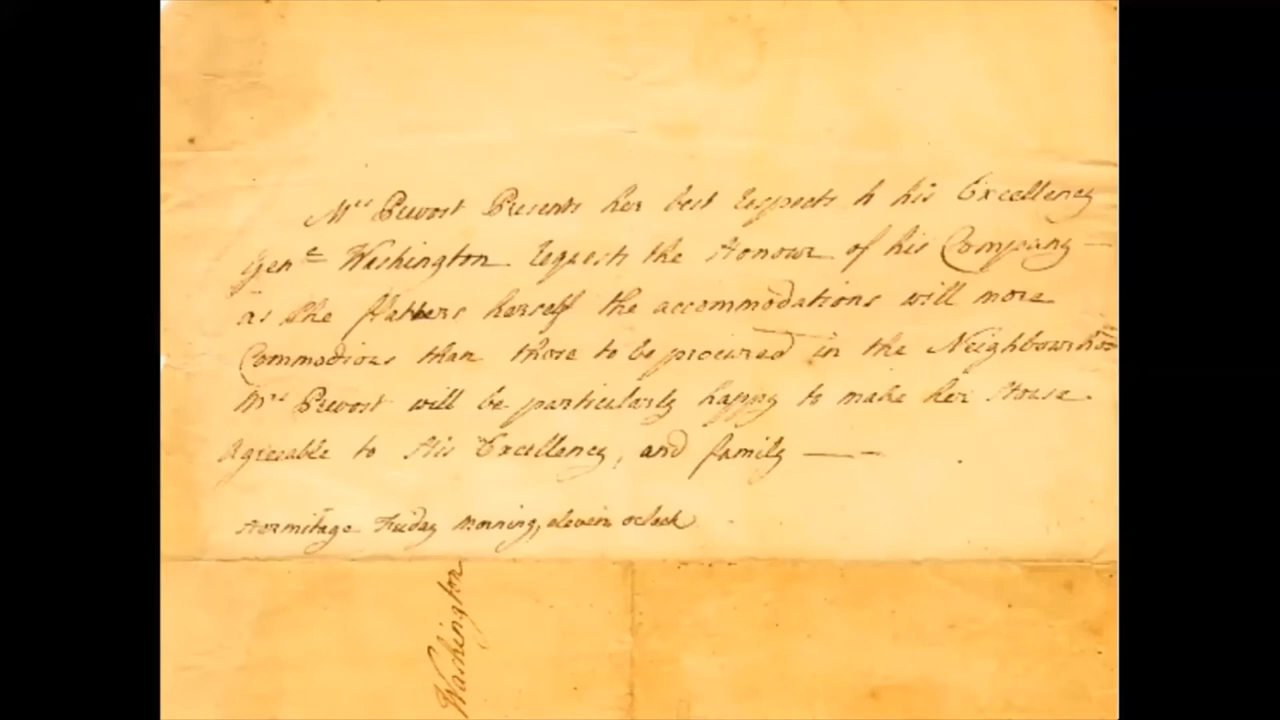 Mrs Prevost Presents her best respects to his Excellency
Genl Washington requests the Honour of his Company —
as she flatters herself the accommodations will more
Commodious than those to be procured in the Neighbourhood
Mrs Prevost will be particularly happy to make her House
Agreeable to His Excellency, and family — —
Hermitage Friday Morning, eleven oclock
Washington